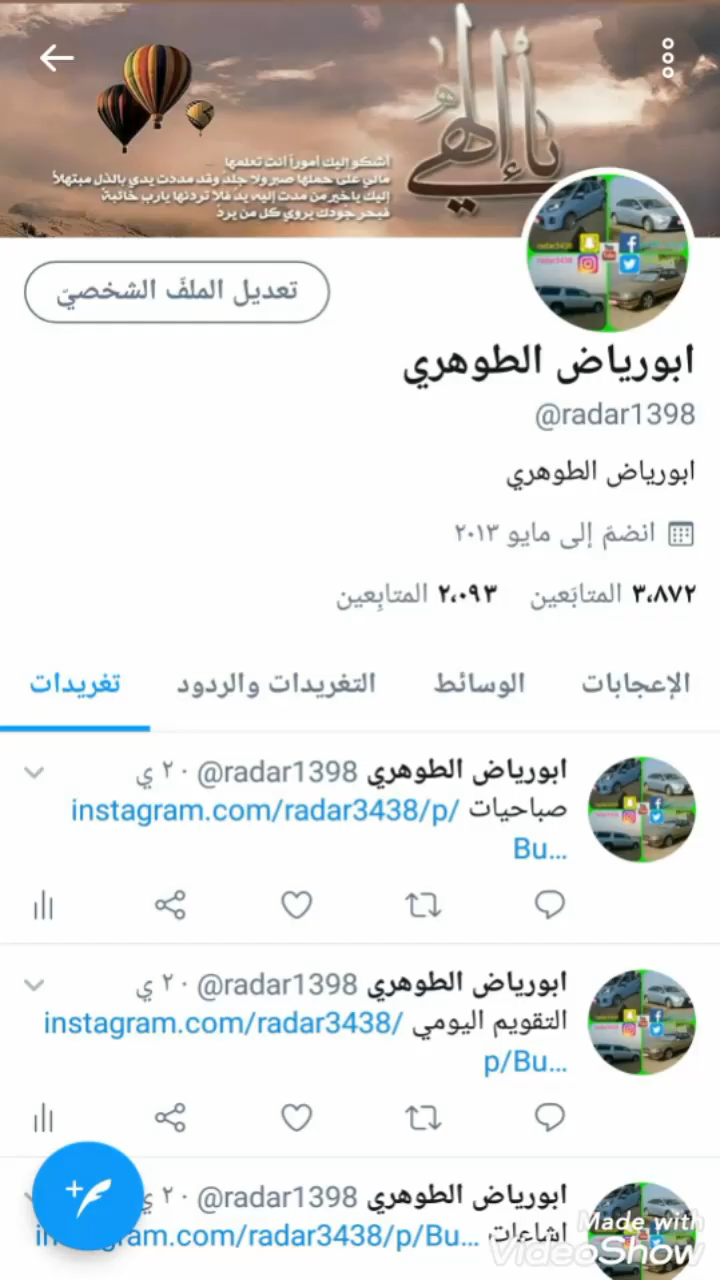 ياإلهي
أشكو إليك أموراً أنت تعلمها
مالي على حملها صبر ولا جلد وقد مددت يدي بالذل مبتهلاً
إليك ياخير من مدت إليه يد فلا تردنها يارب خائبة
فبحر جودك يروي كل من يرد
radar3438
radar3438
تعديل الملفّ الشخصيّ
ابورياض الطوهري
@radar1398
ابورياض الطوهري
انضمّ إلى مايو ٢٠١٣
٣،٨٧٢ المتابَعين ٢،٠٩٣ المتابِعين
الإعجابات الوسائط التغريدات والردود تغريدات
ابورياض الطوهري @radar1398 · ٢٠ ي
صباحيات instagram.com/radar3438/p/
Bu…
ابورياض الطوهري @radar1398 · ٢٠ ي
التقويم اليومي instagram.com/radar3438/
p/Bu…
ابورياض الطوهري @radar1398 · ٢٠ ي
اشاعات instagram.com/radar3438/p/Bu…
Made with
VideoShow